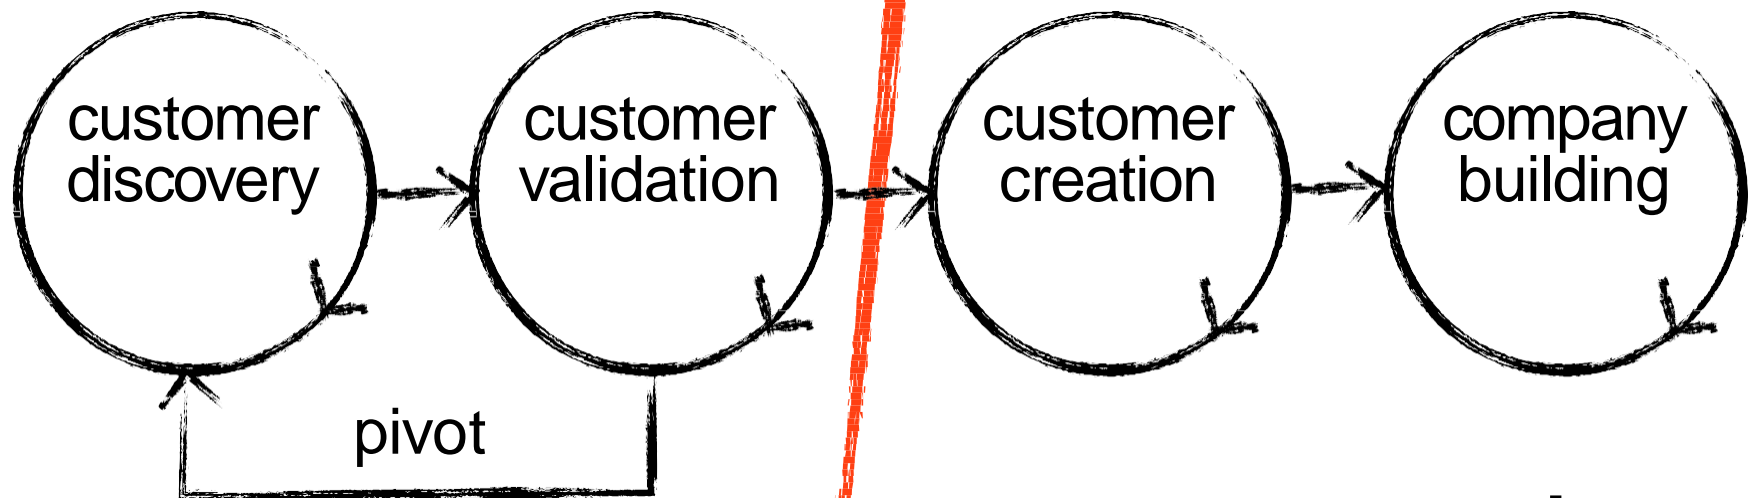 customer
discovery
customer
validation
customer
creation
company
building
pivot